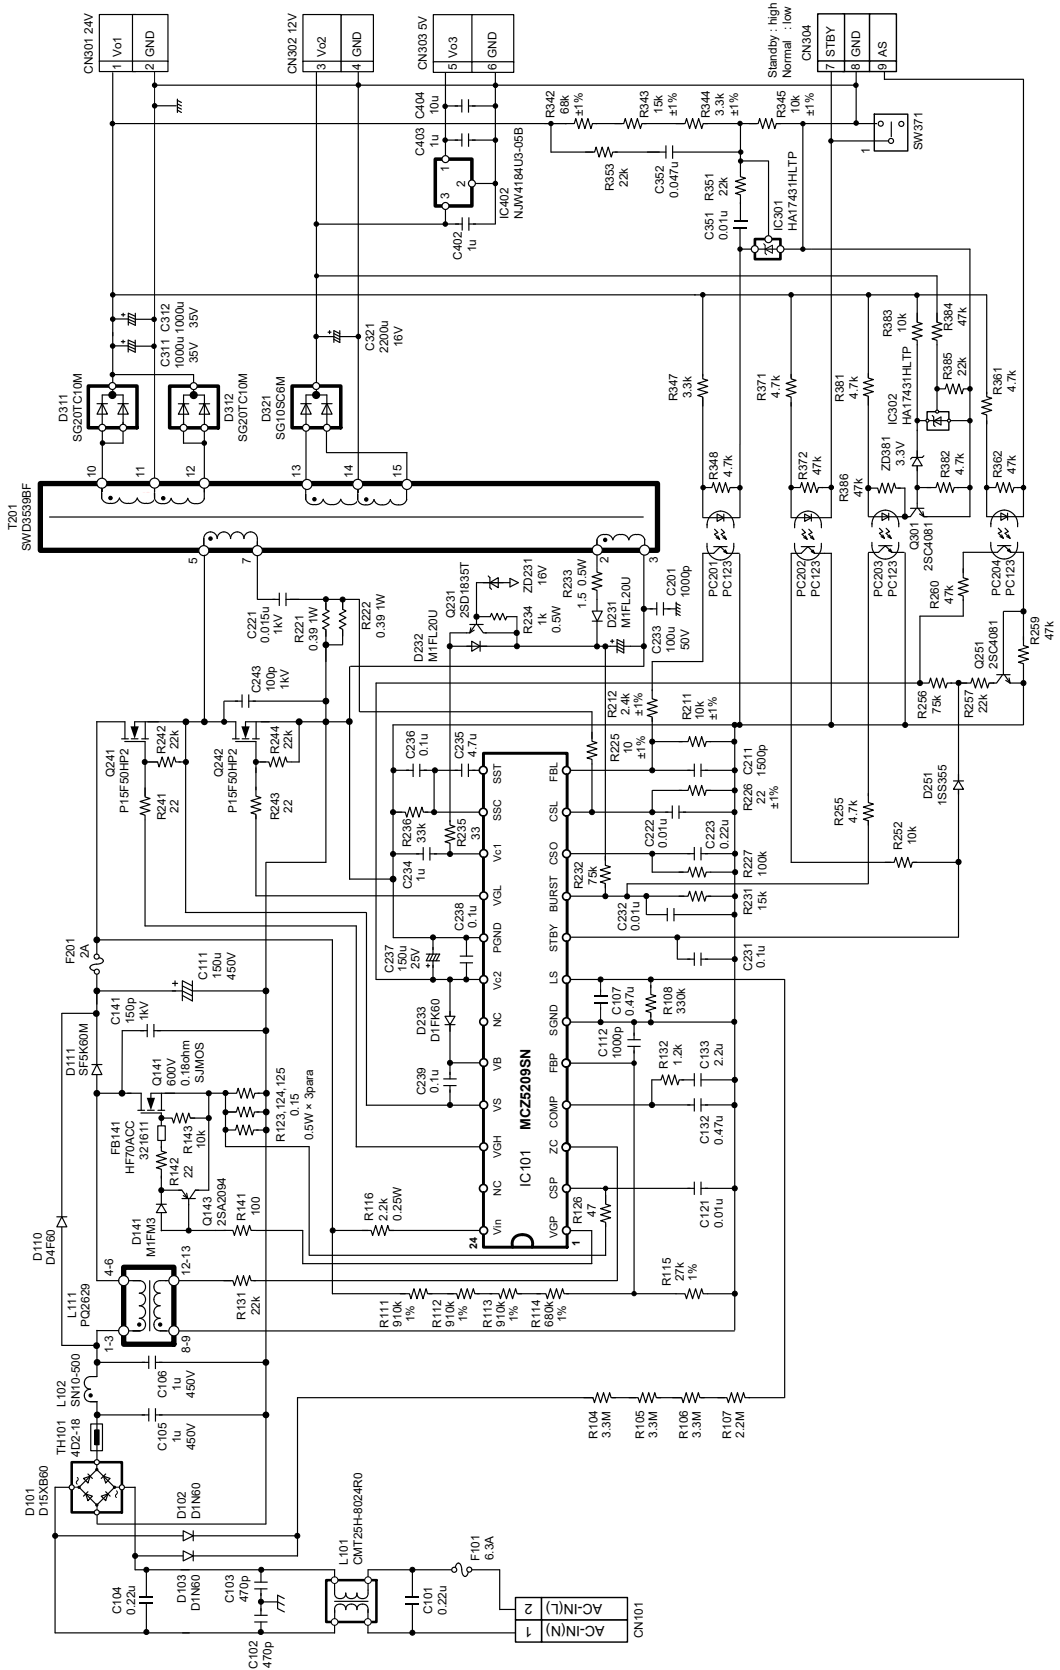 CN301 24V
1 Vo1
2 GND
CN302 12V
3 Vo2
4 GND
CN303 5V
5 Vo3
6 GND
Standby : high
Normal : low
CN304
7 STBY
8 GND
9 AS
C404
10u
C403
1u
IC402
NJW4184U3-05B
1
2
3
C402
1u
R342
68k
±1%
R343
15k
±1%
R344
3.3k
±1%
R345
10k
±1%
R353
22k
C352
0.047u
R351
22k
C351
0.01u
IC301
HA17431HLTP
1
SW371
C312
1000u
35V
C311
1000u
35V
C321
2200u
16V
D311
SG20TC10M
D312
SG20TC10M
D321
SG10SC6M
R347
3.3k
R371
4.7k
R381
4.7k
R383
10k
R384
47k
R385
22k
IC302
HA17431HLTP
R361
4.7k
ZD381
3.3V
R382
4.7k
R348
4.7k
R372
47k
R386
47k
R362
47k
Q301
2SC4081
T201
SWD3539BF
10
11
12
13
14
15
5
7
2
3
PC201
PC123
PC202
PC123
PC203
PC123
PC204
PC123
R260
47k
Q251
2SC4081
R259
47k
R256
75k
R257
22k
D251
1SS355
R255
4.7k
R252
10k
C221
0.015u
1kV
R221
0.39 1W
R222
0.39 1W
Q231
2SD1835T
ZD231
16V
D232
M1FL20U
R234
1k
0.5W
R233
1.5 0.5W
D231
M1FL20U
C201
1000p
C233
100u
50V
C243
100p
1kV
Q241
P15F50HP2
R242
22k
R241
22
Q242
P15F50HP2
R244
22k
R243
22
R212
2.4k
±1%
R211
10k
±1%
R225
10
±1%
C211
1500p
R226
22
±1%
C222
0.01u
C223
0.22u
R227
100k
R232
75k
C232
0.01u
R231
15k
C231
0.1u
C236
0.1u
C235
4.7u
R236
33k
R235
33
C234
1u
C238
0.1u
C237
150u
25V
D233
D1FK60
C239
0.1u
SST
SSC
Vc1
VGL
PGND
Vc2
NC
VB
VS
VGH
NC
Vin
24
IC101 MCZ5209SN
FBL
CSL
CSO
BURST
STBY
LS
SGND
FBP
COMP
ZC
CSP
VGP
1
F201
2A
C111
150u
450V
C141
150p
1kV
D111
SF5K60M
Q141
600V
0.18ohm
SJMOS
R123,124,125
0.15
0.5W × 3para
FB141
HF70ACC
321611
R143
10k
R142
22
Q143
2SA2094
D141
M1FM3
R141
100
R116
2.2k
0.25W
D110
D4F60
L111
PQ2629
4-6
12-13
1-3
8-9
R131
22k
C107
0.47u
R108
330k
C112
1000p
R132
1.2k
C133
2.2u
C132
0.47u
C121
0.01u
R126
47
R111
910k
1%
R112
910k
1%
R113
910k
1%
R114
680k
1%
R115
27k
1%
L102
SN10-500
C106
1u
450V
C105
1u
450V
TH101
4D2-18
R104
3.3M
R105
3.3M
R106
3.3M
R107
2.2M
D101
D15XB60
D102
D1N60
D103
D1N60
C104
0.22u
C103
470p
C102
470p
L101
CMT25H-8024R0
C101
0.22u
F101
6.3A
2 AC-IN(L)
1 AC-IN(N)
CN101